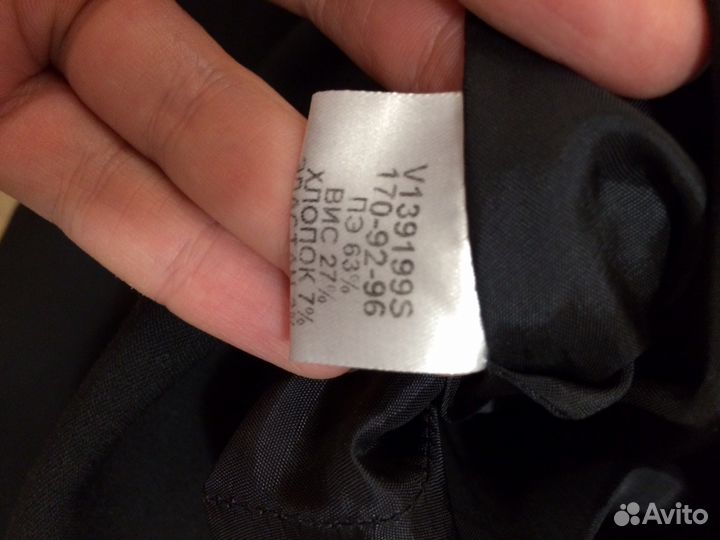 V139199S
170-92-96
ПЭ 63%
ВИС 27%
ХЛОПОК 7%
Avito